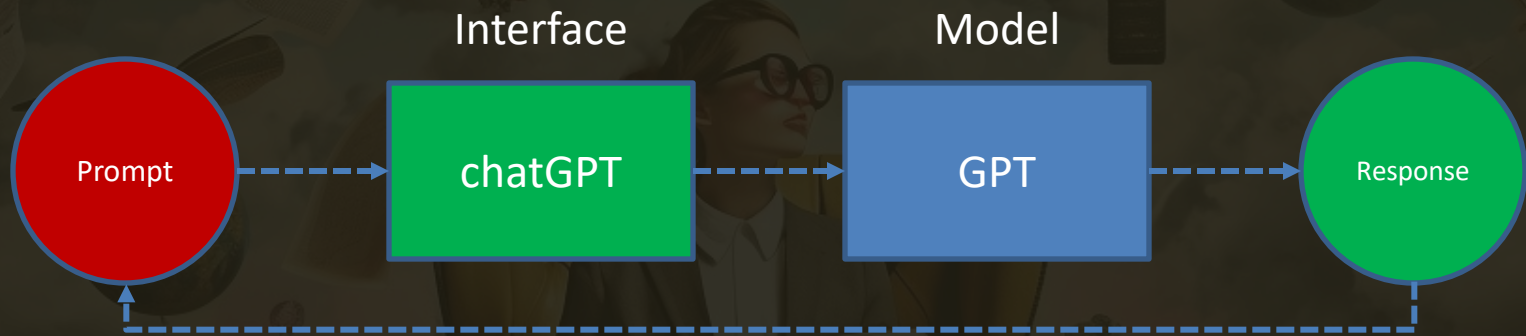 Interface
Model
Prompt
chatGPT
GPT
Response